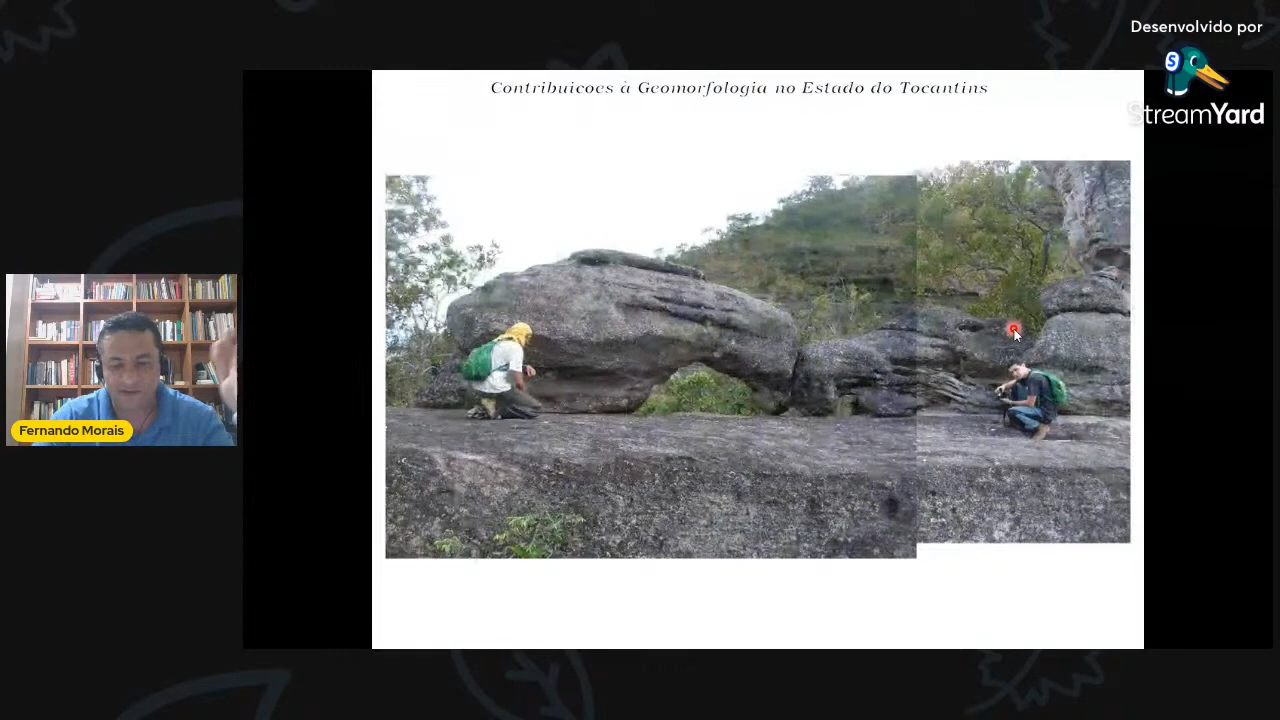 Desenvolvido por
S
StreamYard
Contribuicoes à Geomorfologia no Estado do Tocantins
Fernando Morais